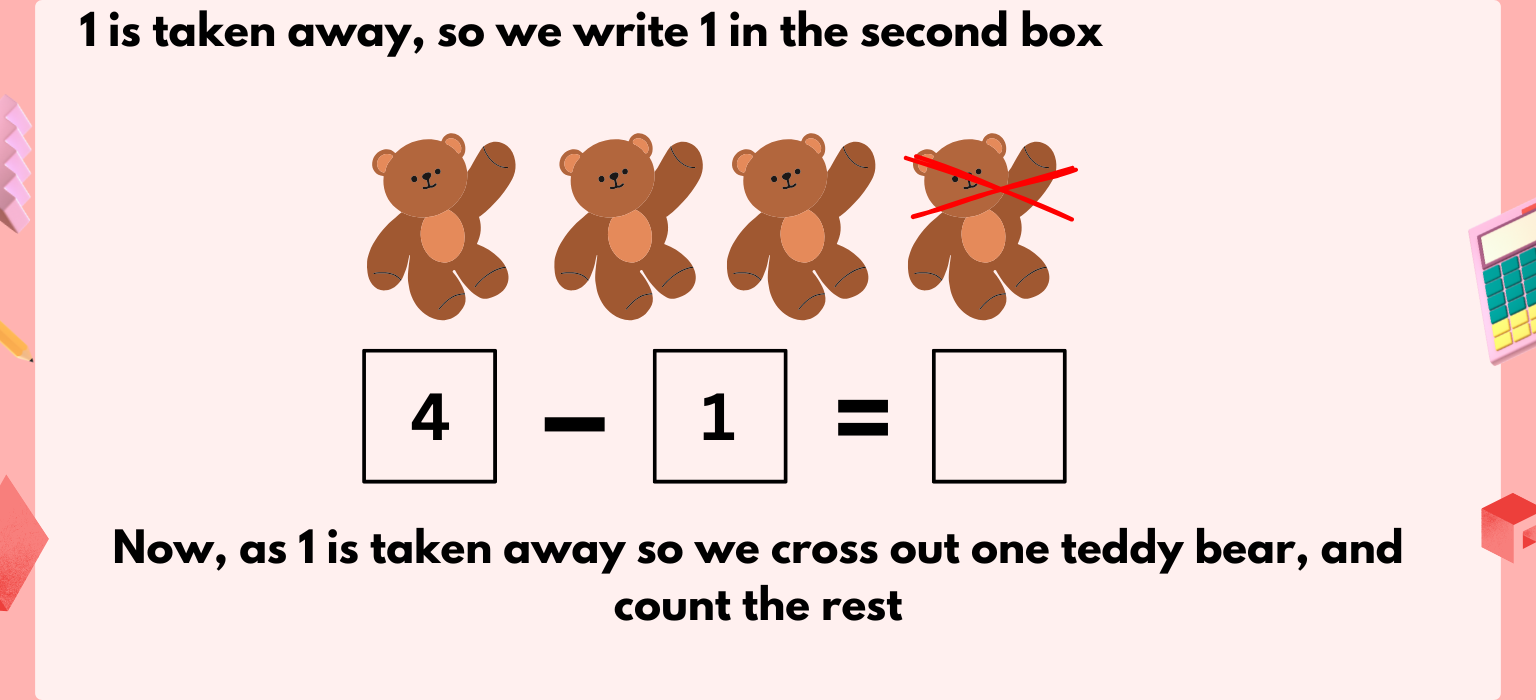 1 is taken away, so we write 1 in the second box
4 − 1 =
Now, as 1 is taken away so we cross out one teddy bear, and
count the rest